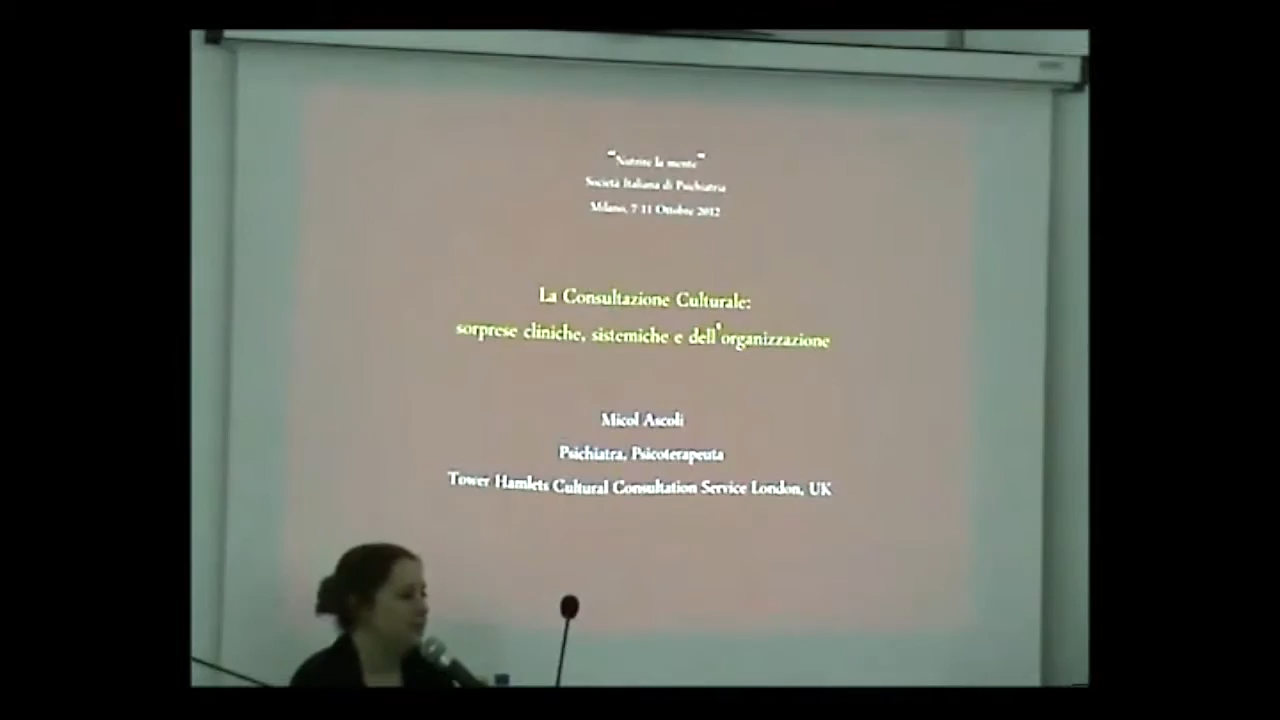 "Nutrire la mente"
Società Italiana di Psichiatria
Milano, 7-11 Ottobre 2012
La Consultazione Culturale:
sorprese cliniche, sistemiche e dell'organizzazione
Micol Ascoli
Psichiatra, Psicoterapeuta
Tower Hamlets Cultural Consultation Service London, UK